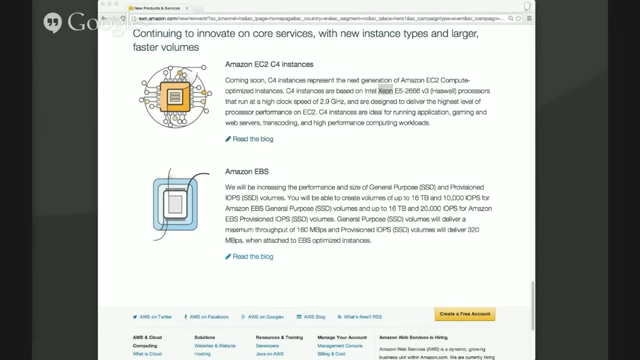 Google+
New Products & Services
Continuing to innovate on core services, with new instance types and larger,
faster volumes
Amazon EC2 C4 instances
Coming soon, C4 instances represent the next generation of Amazon EC2 Compute-
optimized instances. C4 instances are based on Intel Xeon E5-2666 v3 (Haswell) processors
that run at a high clock speed of 2.9 GHz, and are designed to deliver the highest level of
processor performance on EC2. C4 instances are ideal for running application, gaming and
web servers, transcoding, and high performance computing workloads.
Read the blog
Amazon EBS
We will be increasing the performance and size of General Purpose (SSD) and Provisioned
IOPS (SSD) volumes. You will be able to create volumes of up to 16 TB and 10,000 IOPS for
Amazon EBS General Purpose (SSD) volumes and up to 16 TB and 20,000 IOPS for Amazon
EBS Provisioned IOPS (SSD) volumes. General Purpose (SSD) volumes will deliver a
maximum throughput of 160 MBps and Provisioned IOPS (SSD) volumes will deliver 320
MBps, when attached to EBS optimized instances.
Read the blog
AWS on Twitter AWS on Facebook AWS on Google+ AWS Blog What's New? RSS Create a Free Account
AWS & Cloud Solutions Resources & Training Manage Your Account Amazon Web Services is Hiring.
Computing Websites & Website Developers Management Console Amazon Web Services (AWS) is a dynamic, growing
What is Cloud Hosting Java on AWS Billing & Cost business unit within Amazon.com. We are currently hiring